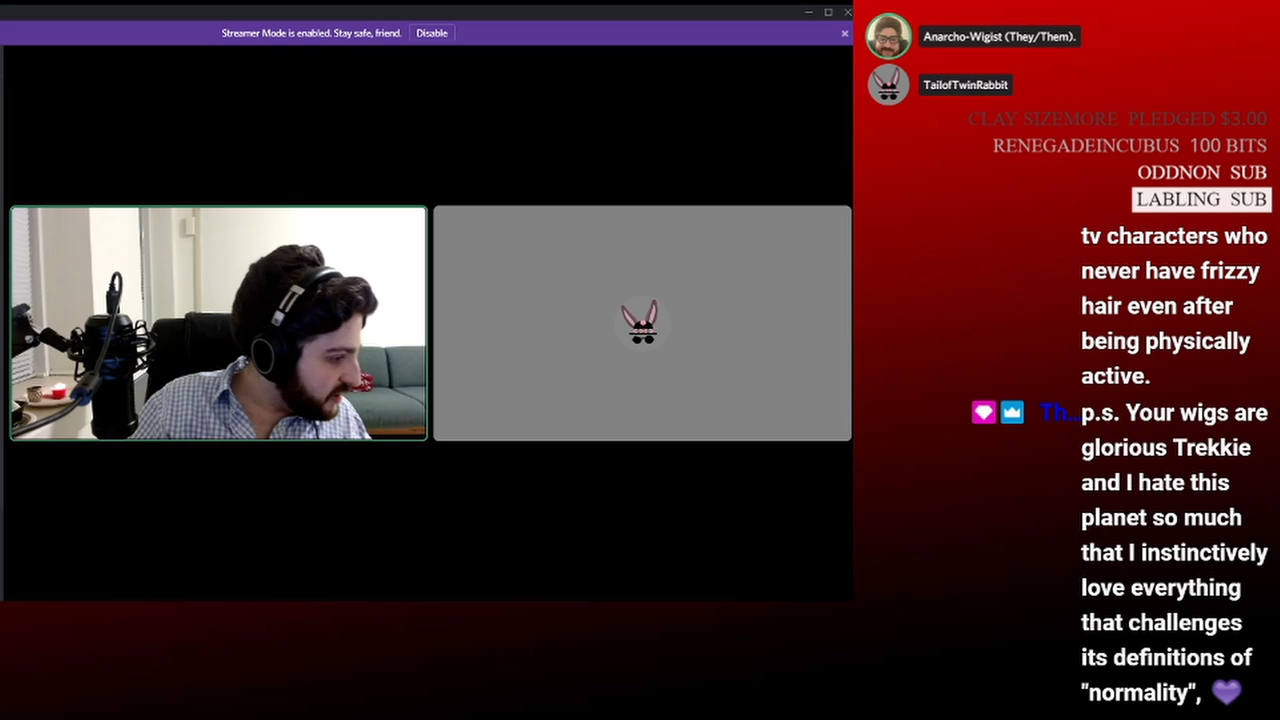 Streamer Mode is enabled. Stay safe, friend. Disable
Anarcho-Wigist (They/Them).
TailofTwinRabbit
CLAY SIZEMORE PLEDGED $3.00
RENEGADEINCUBUS 100 BITS
ODDNON SUB
LABLING SUB
tv characters who
never have frizzy
hair even after
being physically
active.
Th... p.s. Your wigs are
glorious Trekkie
and I hate this
planet so much
that I instinctively
love everything
that challenges
its definitions of
"normality", 💜